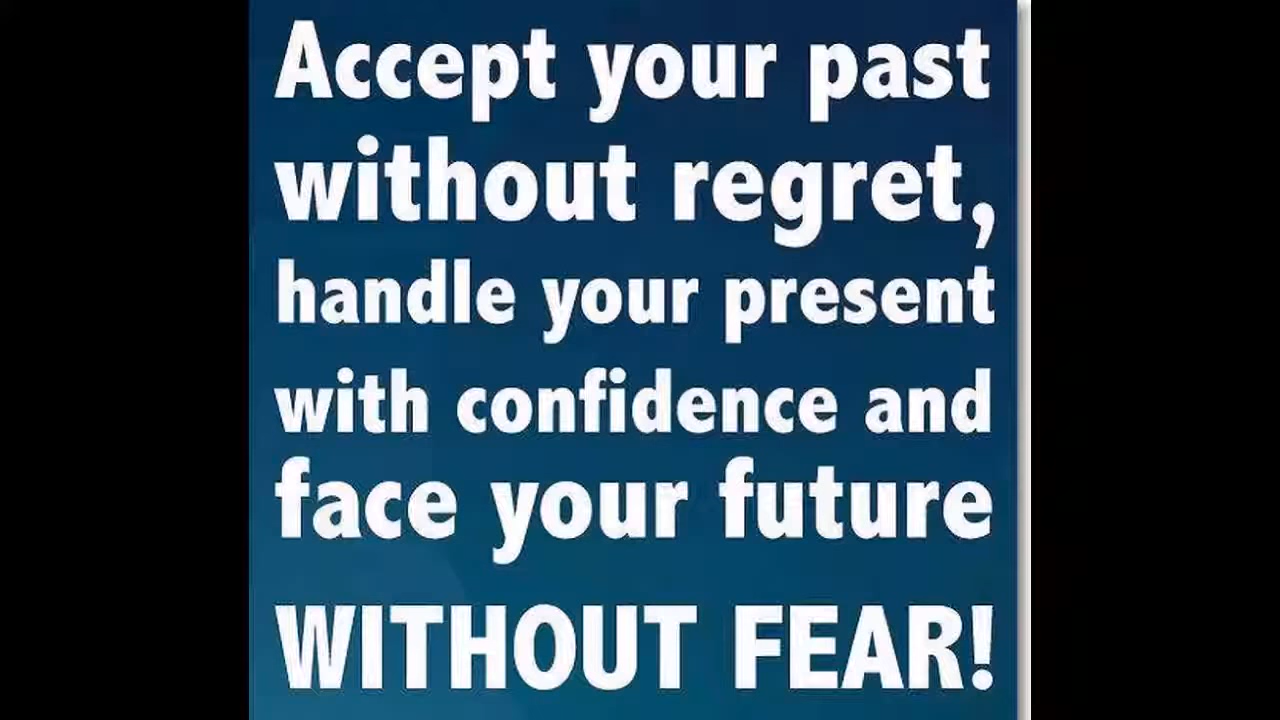 Accept your past
without regret,
handle your present
with confidence and
face your future
WITHOUT FEAR!